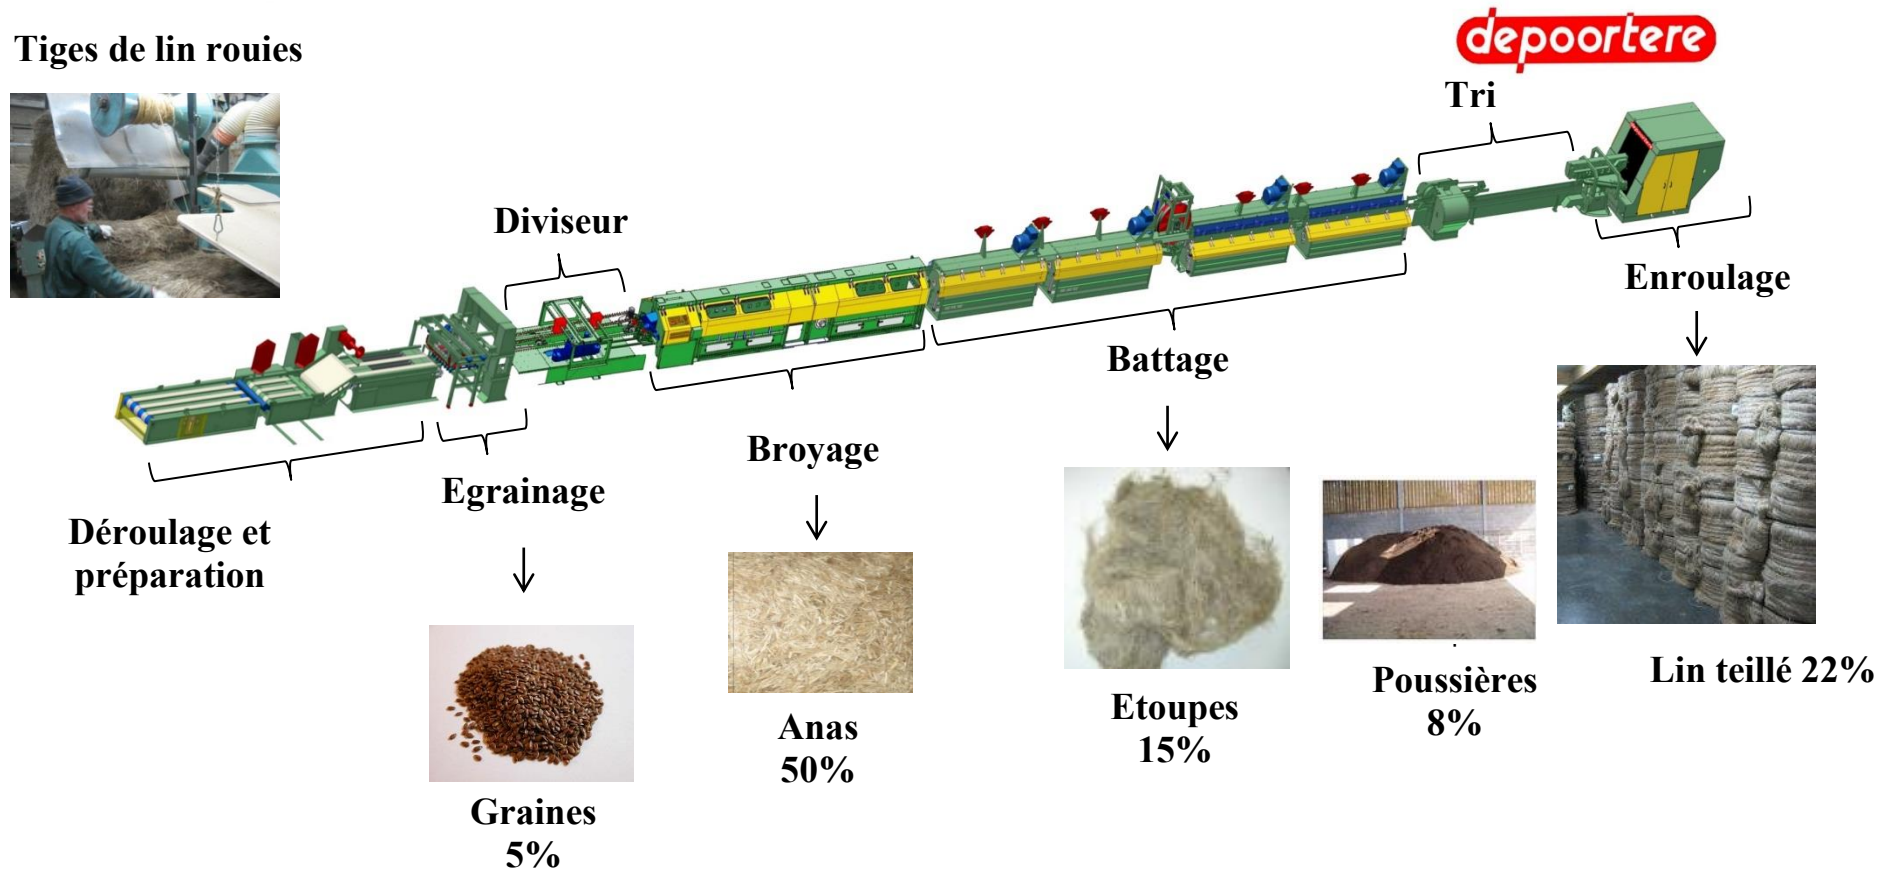 Tiges de lin rouies
depoortere
Tri
Diviseur
Enroulage
Battage
Broyage
Egrainage
Déroulage et
préparation
Graines
5%
Anas
50%
Etoupes
15%
Poussières
8%
Lin teillé 22%